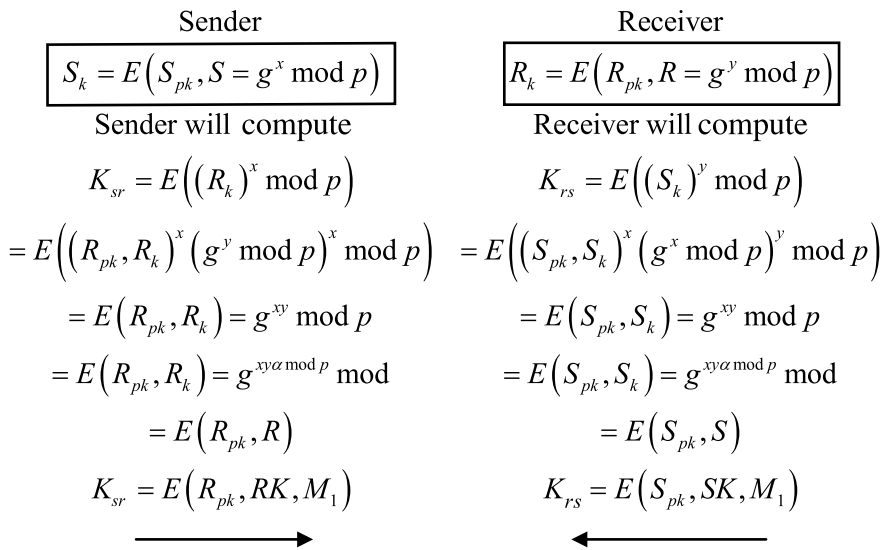 Sender
S_k = E(S_pk, S = g^x mod p)
Sender will compute
K_sr = E((R_k)^x mod p)
= E((R_pk, R_k)^x (g^y mod p)^x mod p)
= E(R_pk, R_k) = g^xy mod p
= E(R_pk, R_k) = g^xyα mod p mod
= E(R_pk, R)
K_sr = E(R_pk, RK, M_1)
Receiver
R_k = E(R_pk, R = g^y mod p)
Receiver will compute
K_rs = E((S_k)^y mod p)
= E((S_pk, S_k)^x (g^x mod p)^y mod p)
= E(S_pk, S_k) = g^xy mod p
= E(S_pk, S_k) = g^xyα mod p mod
= E(S_pk, S)
K_rs = E(S_pk, SK, M_1)